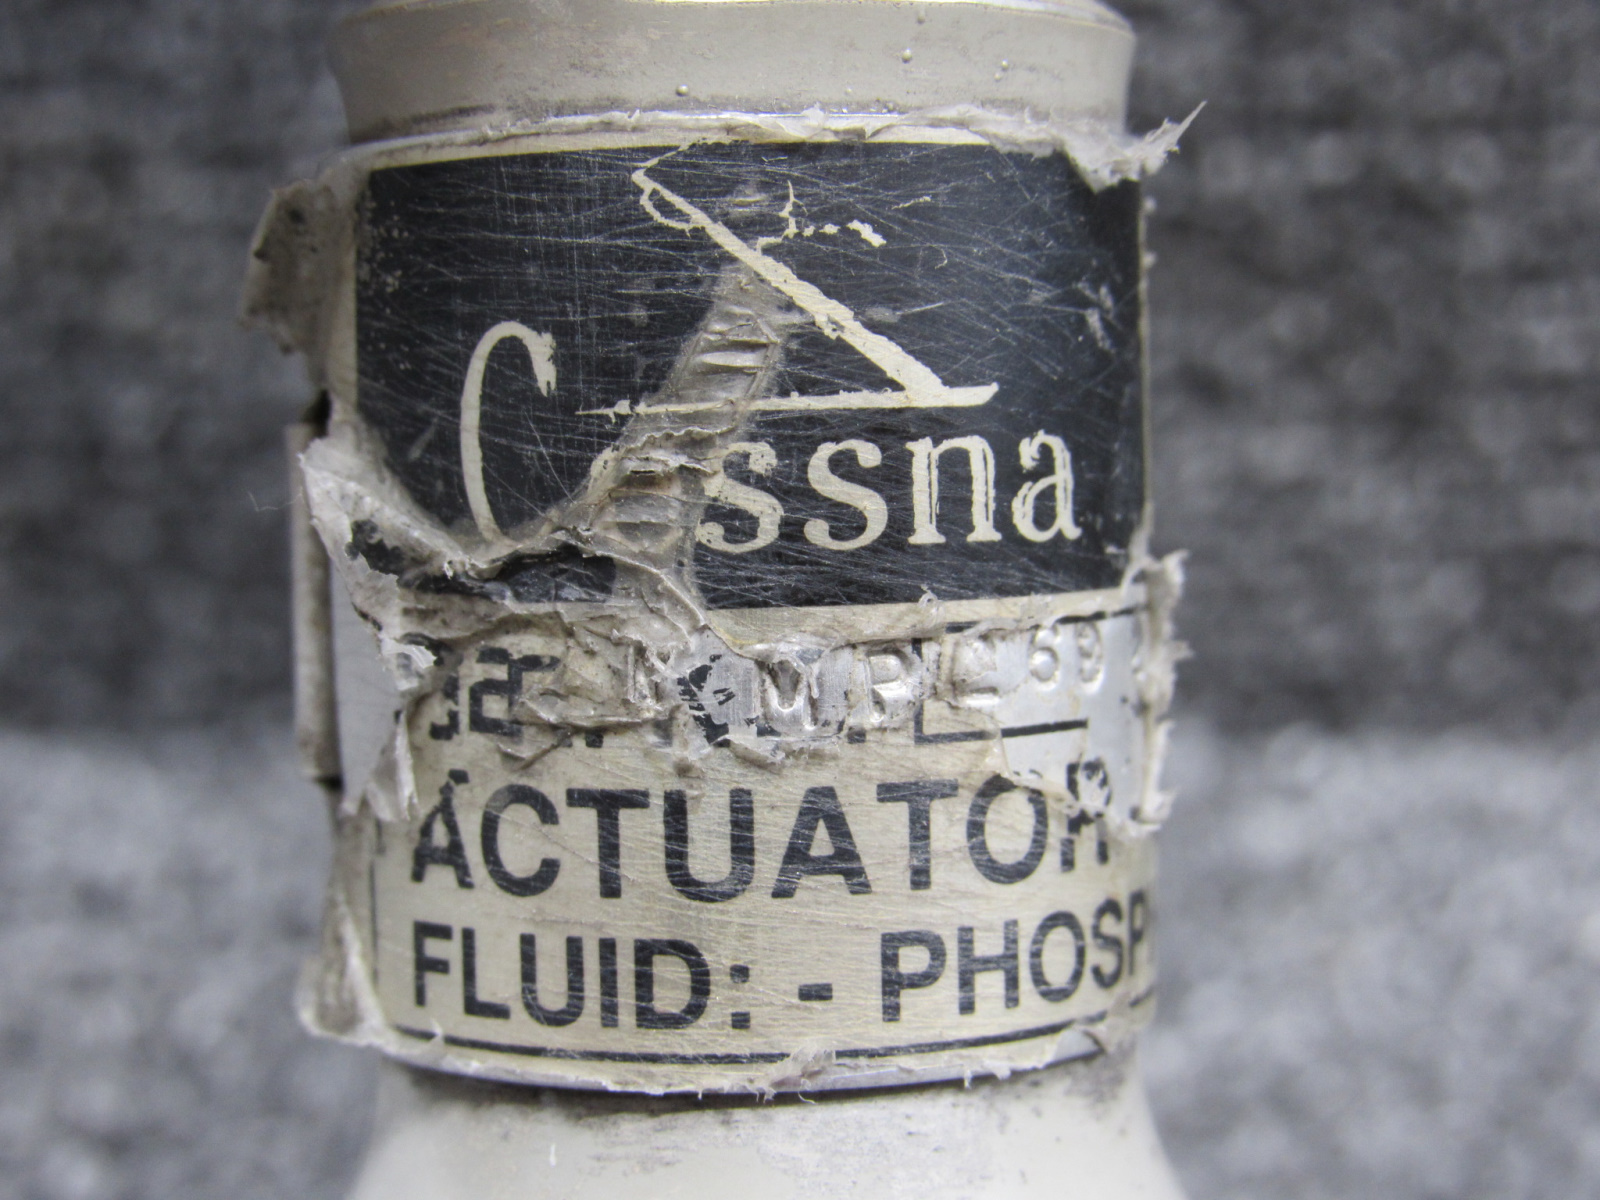 Cessna
ACTUATOR
FLUID: - PHOSP